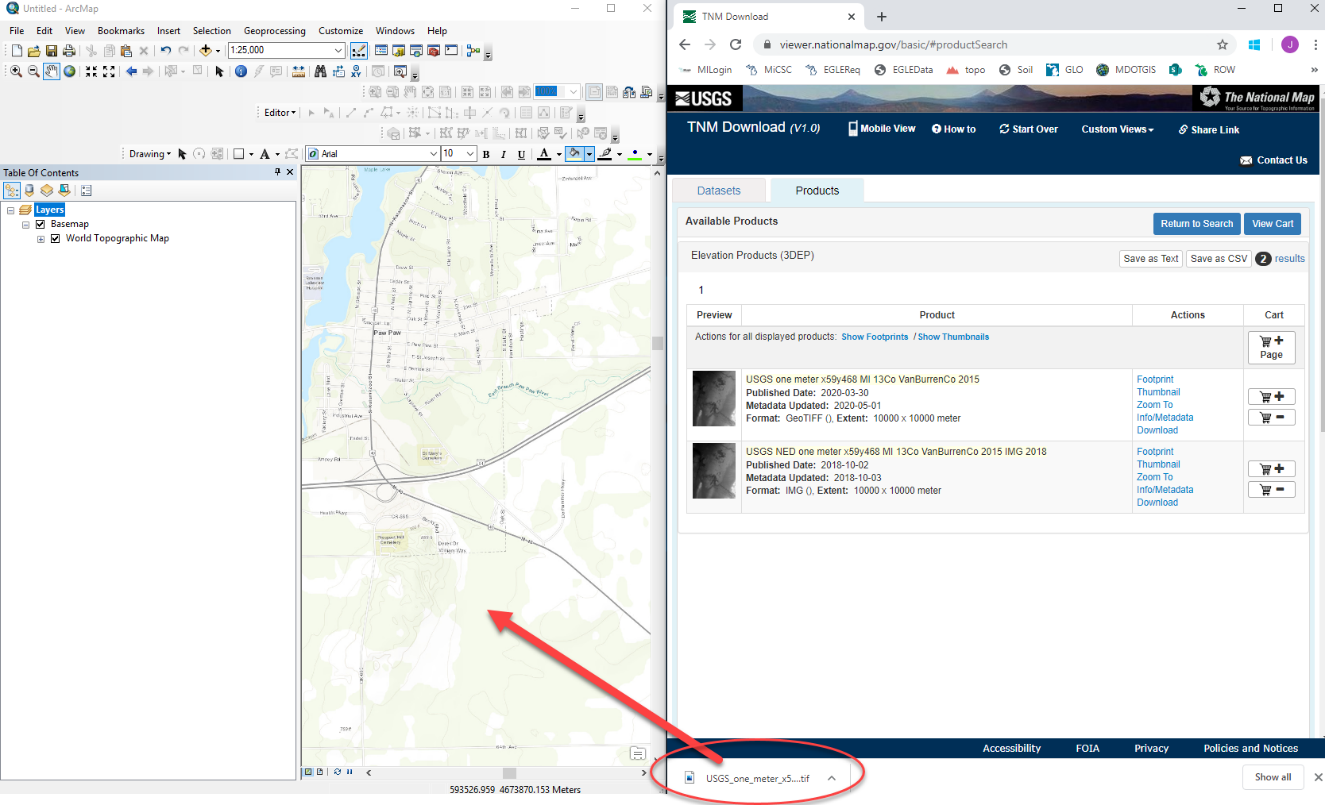 Untitled - ArcMap
File Edit View Bookmarks Insert Selection Geoprocessing Customize Windows Help
1:25,000
Editor
Drawing
Arial
10
B I U A
Table Of Contents
Layers
Basemap
World Topographic Map
Paw Paw
Prospect Hill Cemetery
593526.959 4673870.153 Meters
TNM Download
viewer.nationalmap.gov/basic/#productSearch
J
MILogin MiCSC EGLEReq EGLEData topo Soil GLO MDOTGIS ROW
USGS
The National Map
Your Source for Topographic Information
TNM Download (V1.0)
Mobile View How to Start Over Custom Views Share Link
Contact Us
Datasets Products
Available Products
Return to Search View Cart
Elevation Products (3DEP)
Save as Text Save as CSV 2 results
1
Preview Product Actions Cart
Actions for all displayed products: Show Footprints / Show Thumbnails
Page
USGS one meter x59y468 MI 13Co VanBurrenCo 2015
Published Date: 2020-03-30
Metadata Updated: 2020-05-01
Format: GeoTIFF (), Extent: 10000 x 10000 meter
Footprint
Thumbnail
Zoom To
Info/Metadata
Download
USGS NED one meter x59y468 MI 13Co VanBurrenCo 2015 IMG 2018
Published Date: 2018-10-02
Metadata Updated: 2018-10-03
Format: IMG (), Extent: 10000 x 10000 meter
Footprint
Thumbnail
Zoom To
Info/Metadata
Download
Accessibility FOIA Privacy Policies and Notices
USGS_one_meter_x5....tif
Show all